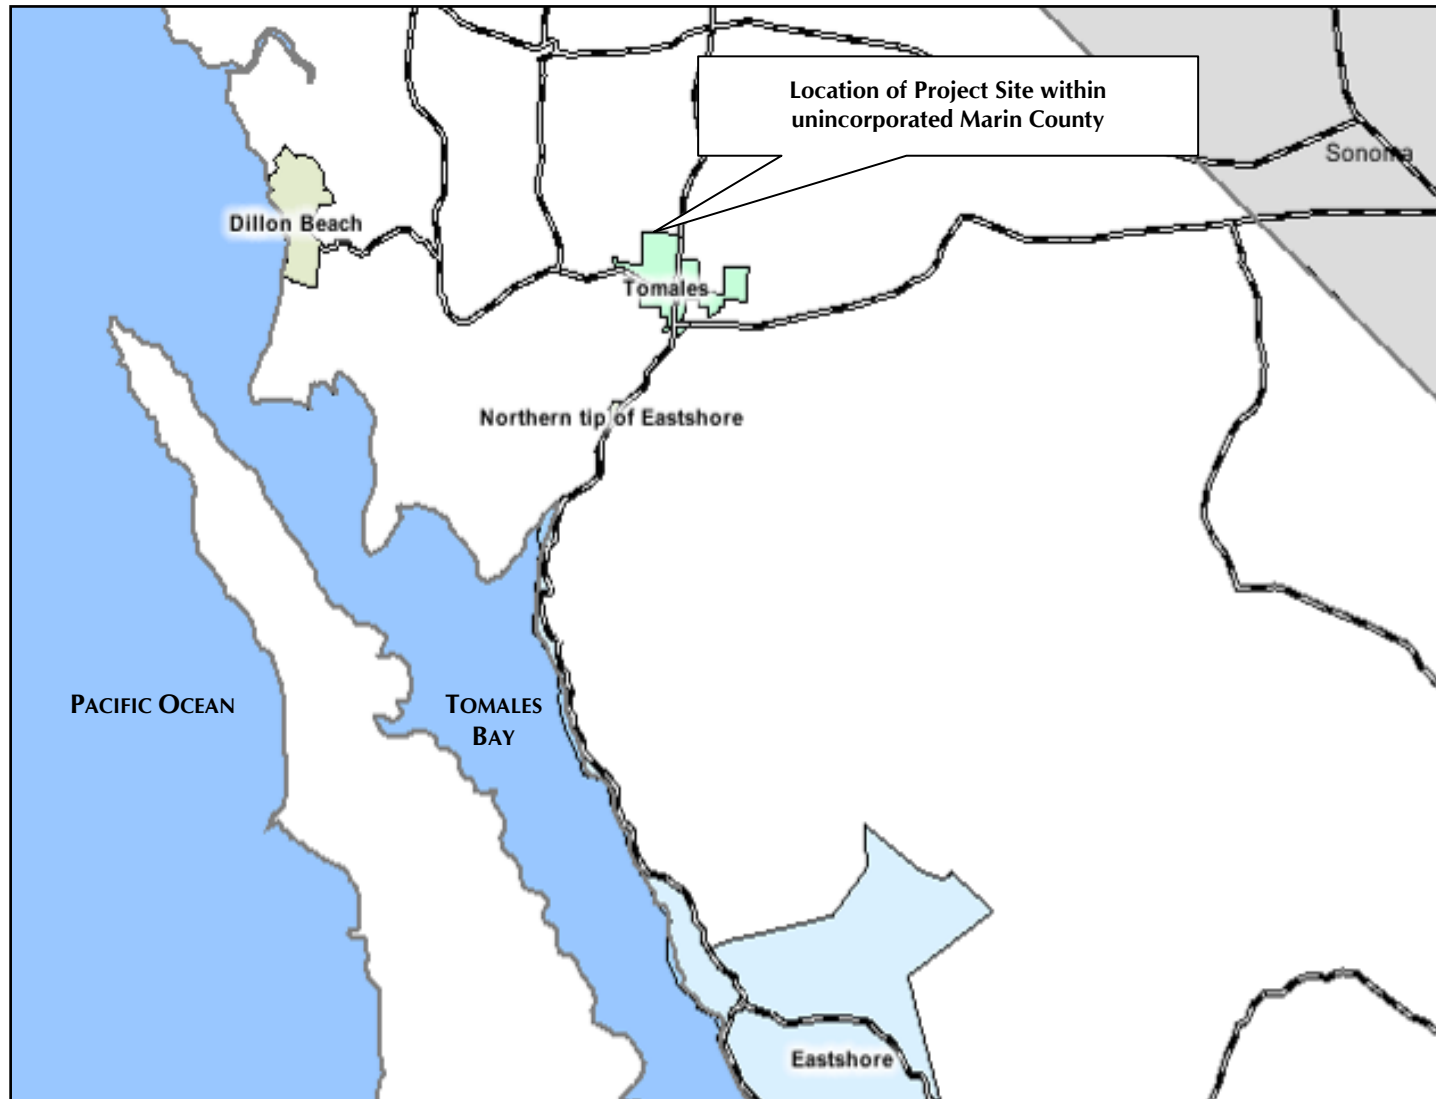 Location of Project Site within
unincorporated Marin County
Sonoma
Dillon Beach
Tomales
Northern tip of Eastshore
PACIFIC OCEAN
TOMALES
BAY
Eastshore